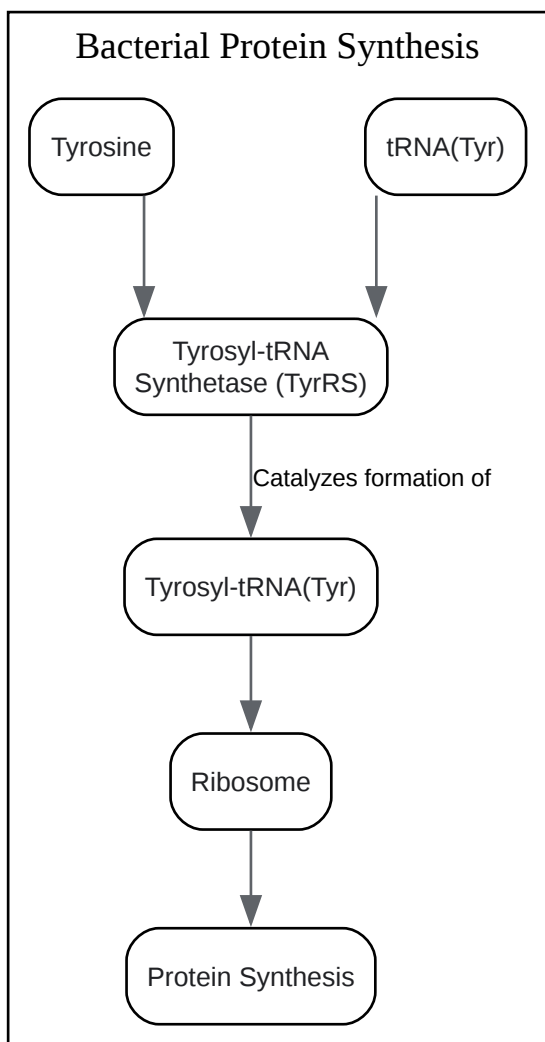 Bacterial Protein Synthesis
Tyrosine
tRNA(Tyr)
Tyrosyl-tRNA
Synthetase (TyrRS)
Catalyzes formation of
Tyrosyl-tRNA(Tyr)
Ribosome
Protein Synthesis